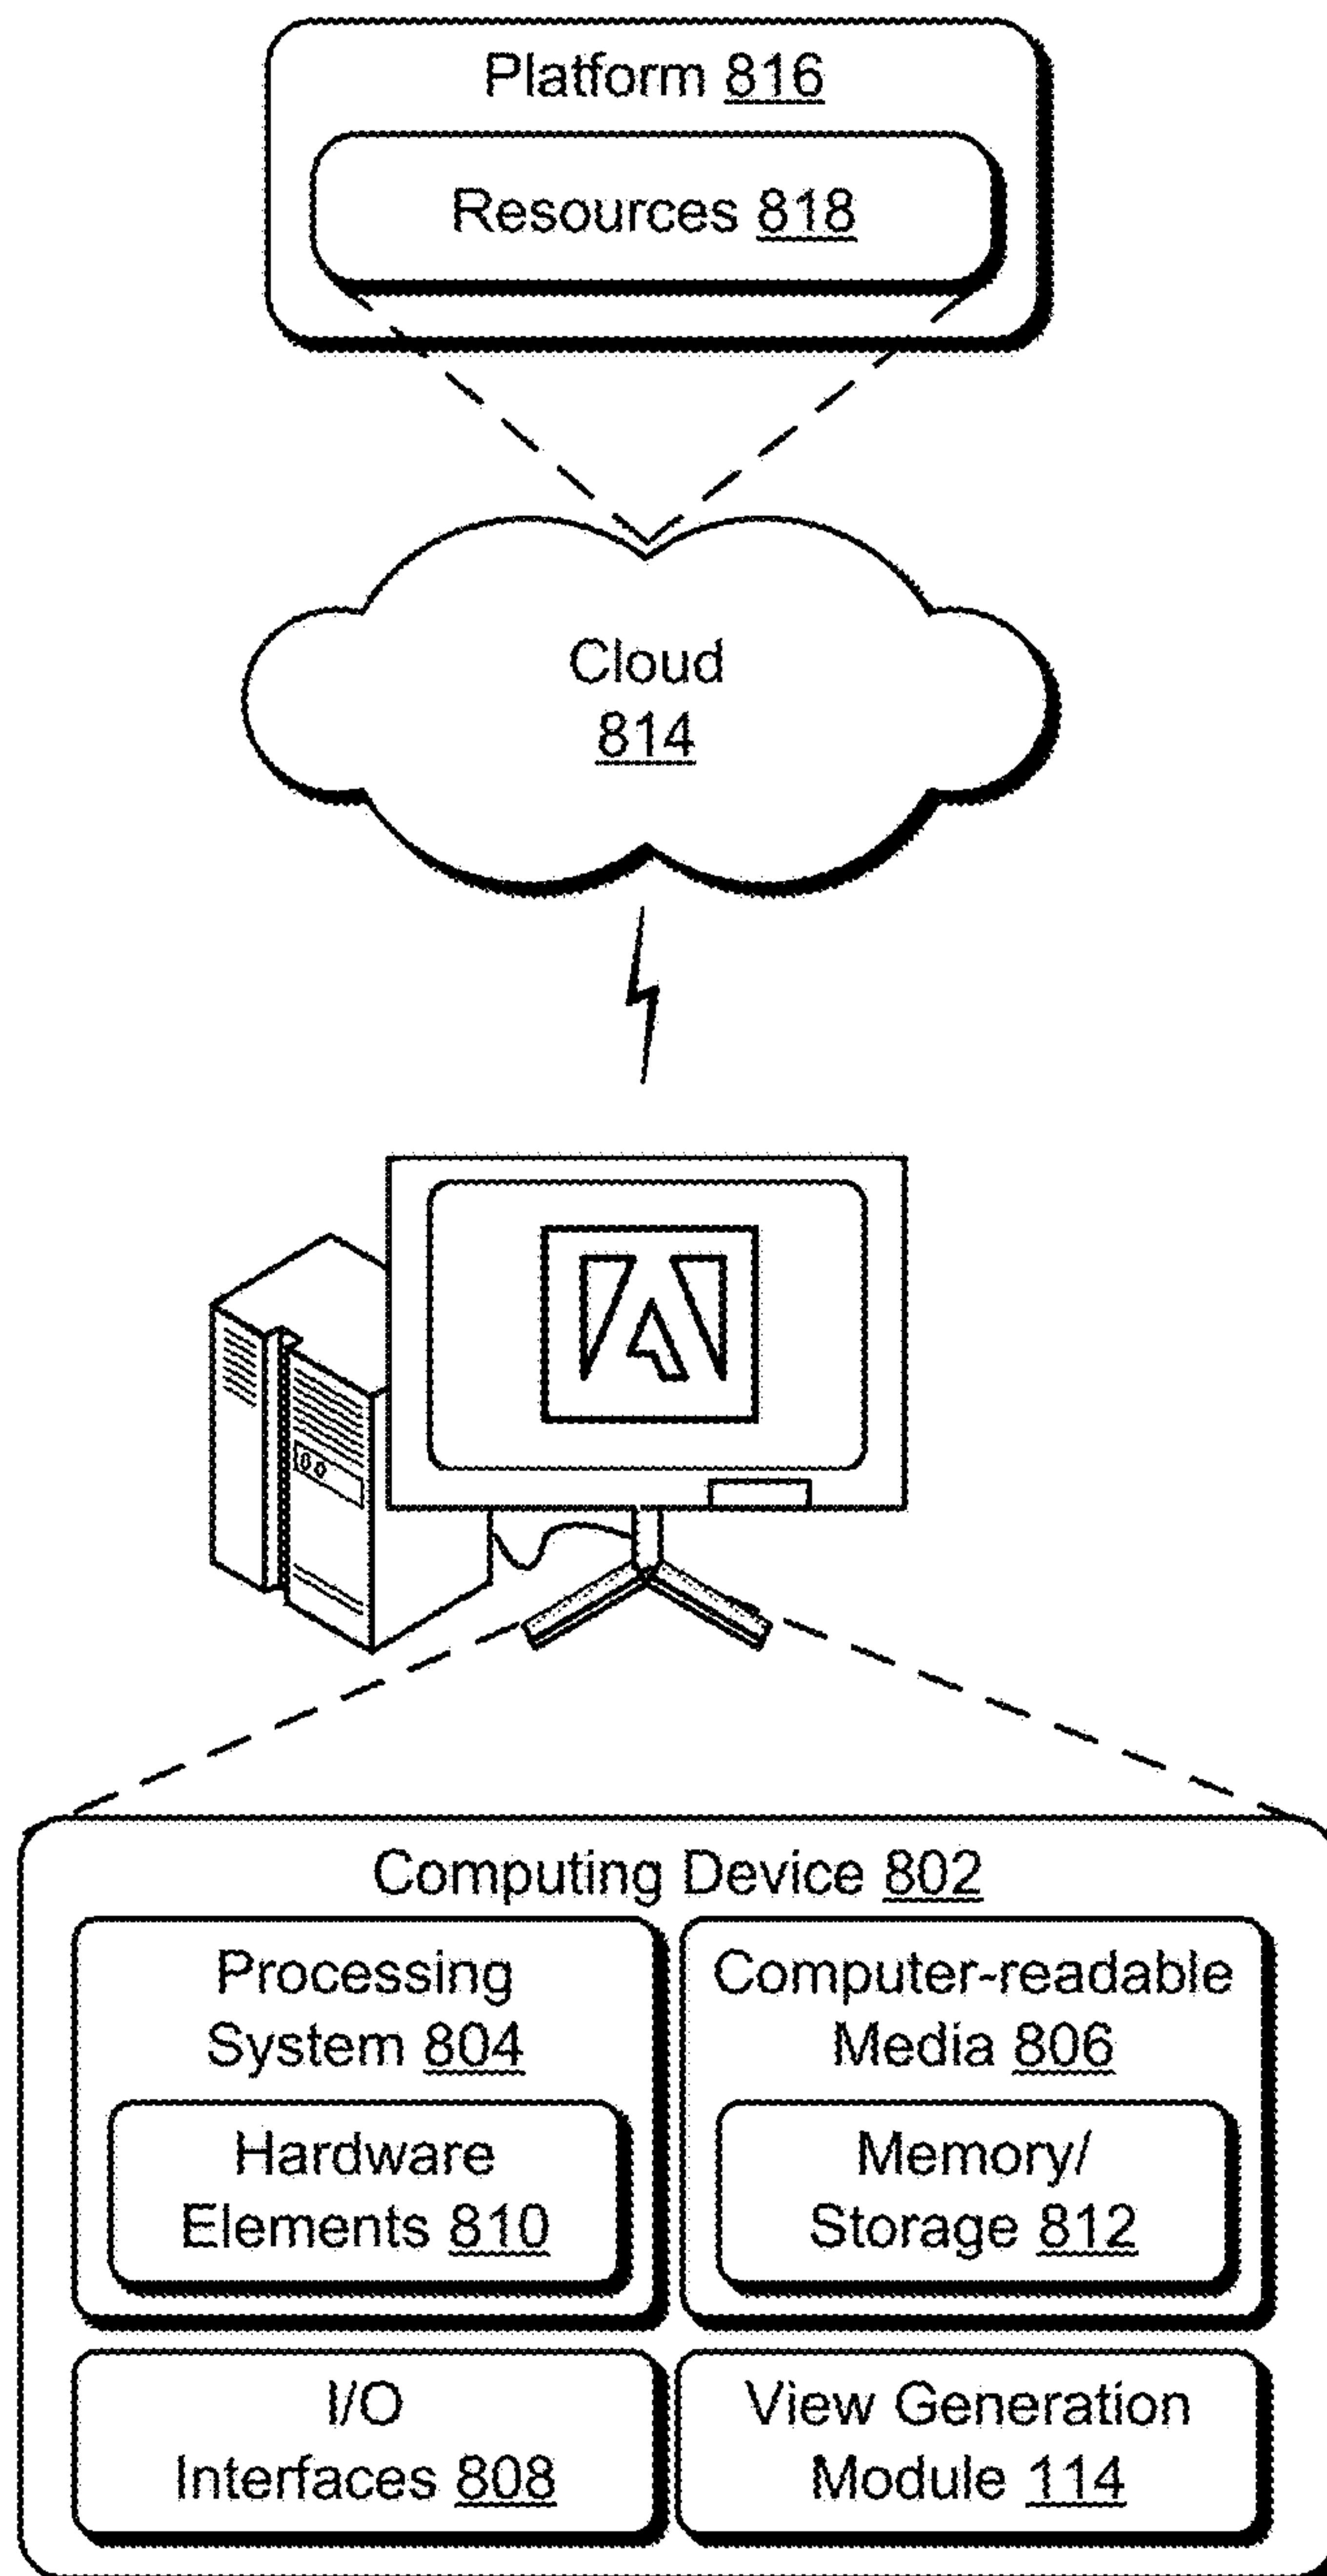 Platform 816
Resources 818
Cloud
814
Computing Device 802
Processing
System 804
Hardware
Elements 810
Computer-readable
Media 806
Memory/
Storage 812
I/O
Interfaces 808
View Generation
Module 114